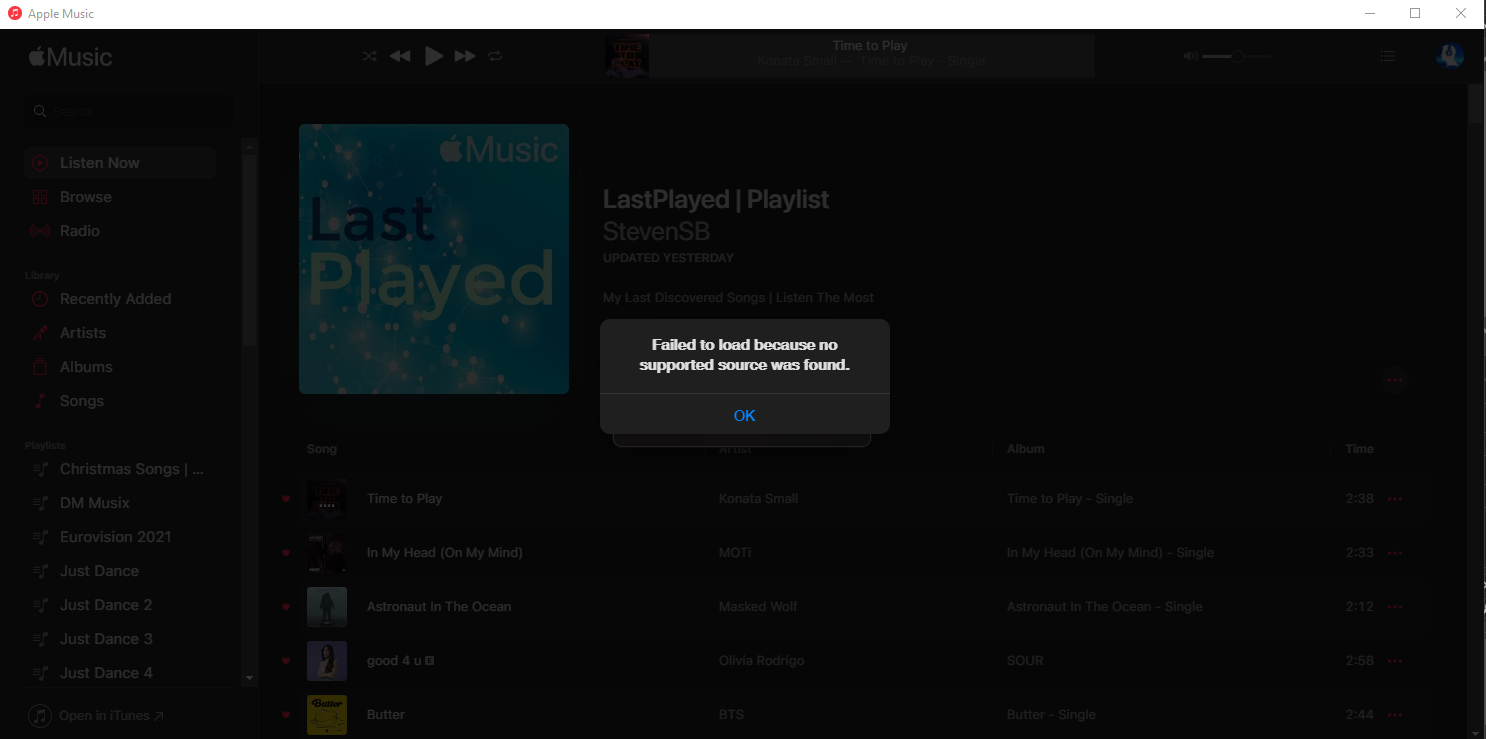 Apple Music
Music
Time to Play
Konata Small — Time to Play - Single
Search
Listen Now
Browse
Radio
Library
Recently Added
Artists
Albums
Songs
Playlists
Christmas Songs | ...
DM Musix
Eurovision 2021
Just Dance
Just Dance 2
Just Dance 3
Just Dance 4
Open in iTunes
Music
Last
Played
LastPlayed | Playlist
StevenSB
UPDATED YESTERDAY
My Last Discovered Songs | Listen The Most
Failed to load because no
supported source was found.
OK
Song Artist Album Time
Time to Play Konata Small Time to Play - Single 2:38
In My Head (On My Mind) MOTi In My Head (On My Mind) - Single 2:33
Astronaut In The Ocean Masked Wolf Astronaut In The Ocean - Single 2:12
good 4 u E Olivia Rodrigo SOUR 2:58
Butter Butter BTS Butter - Single 2:44